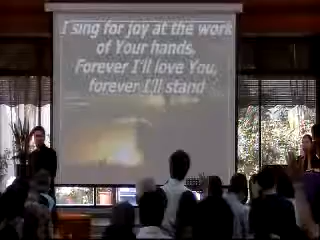 I sing for joy at the work
of Your hands,
Forever I'll love You,
forever I'll stand